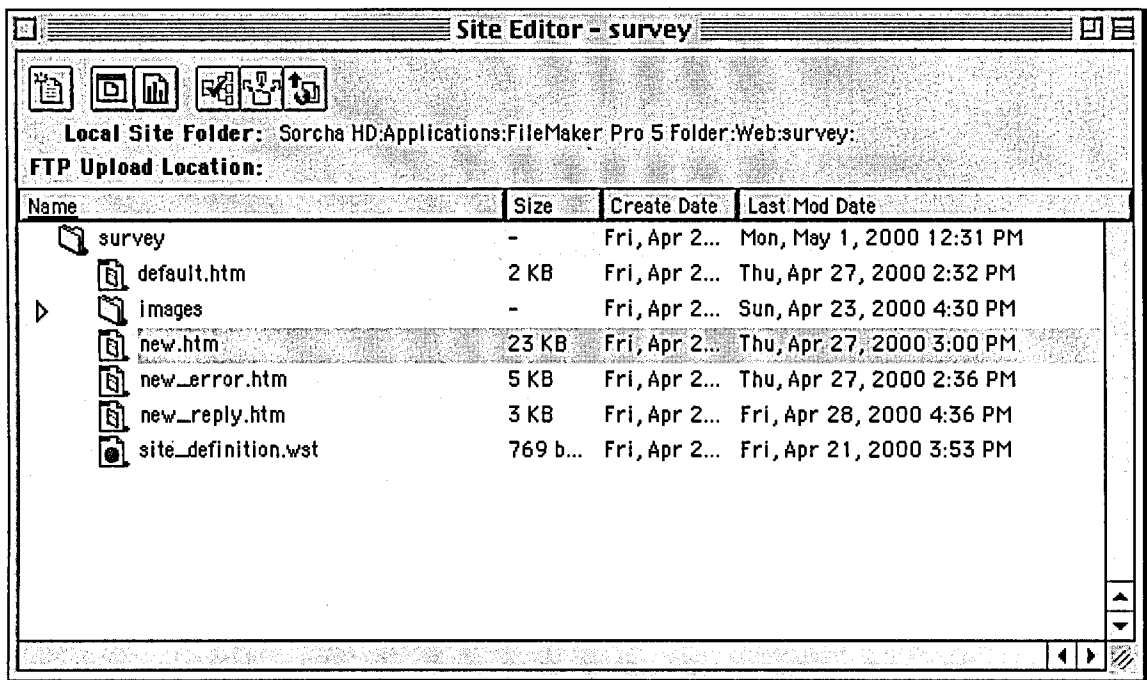 Site Editor - survey
Local Site Folder: Sorcha HD:Applications:FileMaker Pro 5 Folder:Web:survey:
FTP Upload Location:
Name Size Create Date Last Mod Date
survey - Fri, Apr 2... Mon, May 1, 2000 12:31 PM
default.htm 2 KB Fri, Apr 2... Thu, Apr 27, 2000 2:32 PM
images - Fri, Apr 2... Sun, Apr 23, 2000 4:30 PM
new.htm 23 KB Fri, Apr 2... Thu, Apr 27, 2000 3:00 PM
new_error.htm 5 KB Fri, Apr 2... Thu, Apr 27, 2000 2:36 PM
new_reply.htm 3 KB Fri, Apr 2... Fri, Apr 28, 2000 4:36 PM
site_definition.wst 769 b... Fri, Apr 2... Fri, Apr 21, 2000 3:53 PM